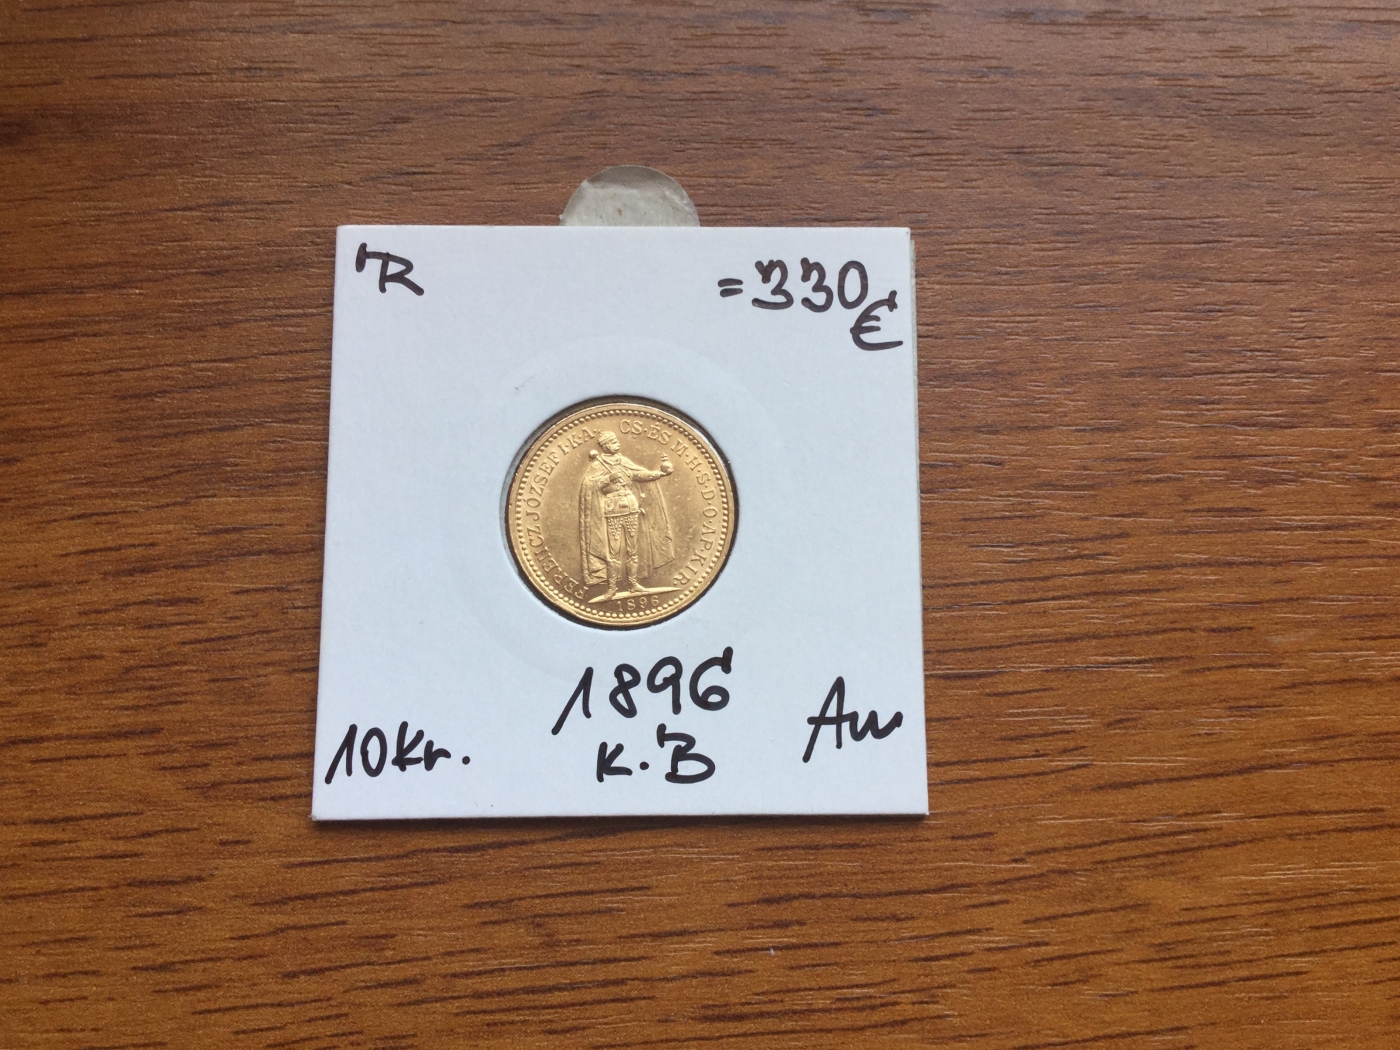 R
=330
€
FERENCZ JÓZSEF I·K·A· CS·ÉS M·H·S·D·O·AP·KIR·
1896
1896
10Kr.
K.B
Au